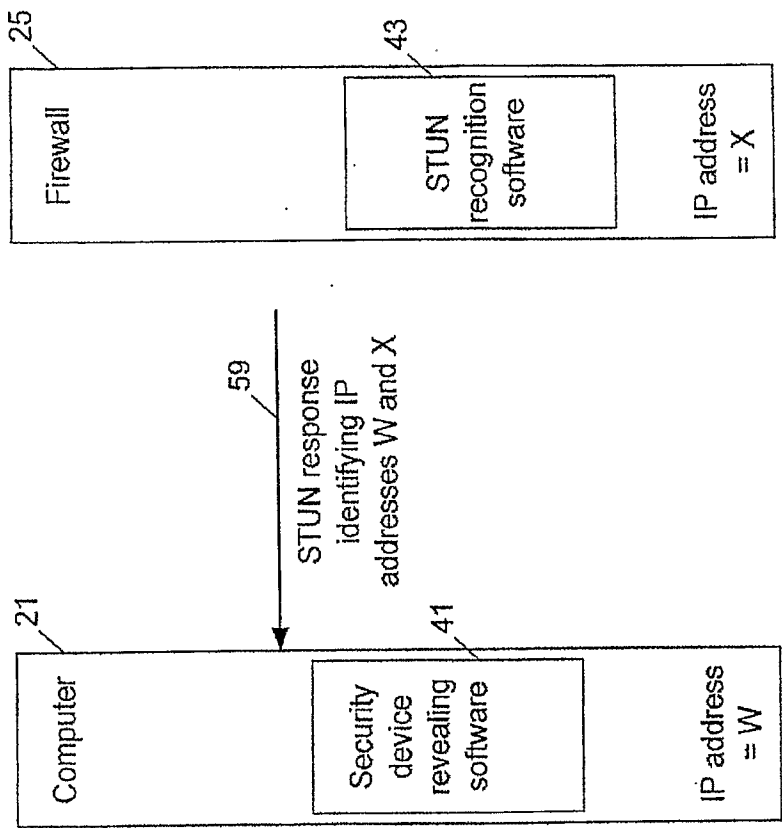 21
Computer
Security
device
revealing
software
41
IP address
= W
59
STUN response
identifying IP
addresses W and X
25
Firewall
STUN
recognition
software
43
IP address
= X